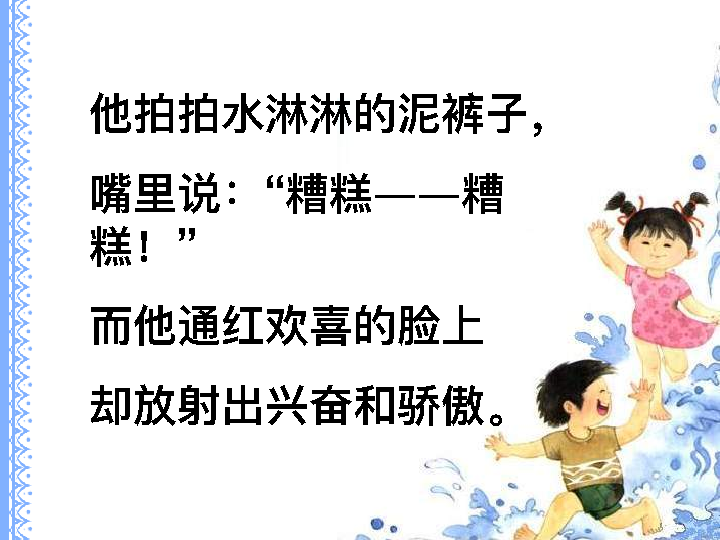 他拍拍水淋淋的泥裤子，
嘴里说：“糟糕——糟
糕！”
而他通红欢喜的脸上
却放射出兴奋和骄傲。